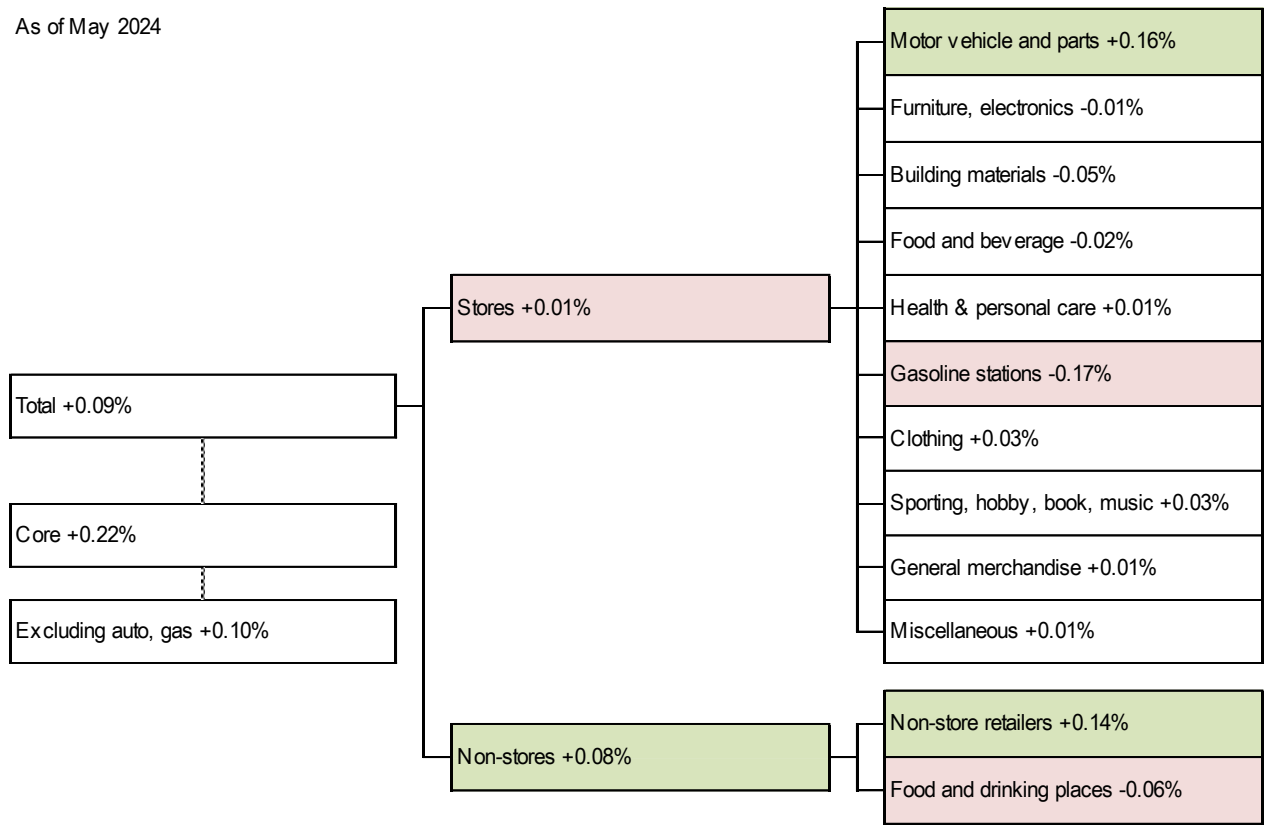 As of May 2024
Total +0.09%
Core +0.22%
Excluding auto, gas +0.10%
Stores +0.01%
Non-stores +0.08%
Motor vehicle and parts +0.16%
Furniture, electronics -0.01%
Building materials -0.05%
Food and beverage -0.02%
Health & personal care +0.01%
Gasoline stations -0.17%
Clothing +0.03%
Sporting, hobby, book, music +0.03%
General merchandise +0.01%
Miscellaneous +0.01%
Non-store retailers +0.14%
Food and drinking places -0.06%